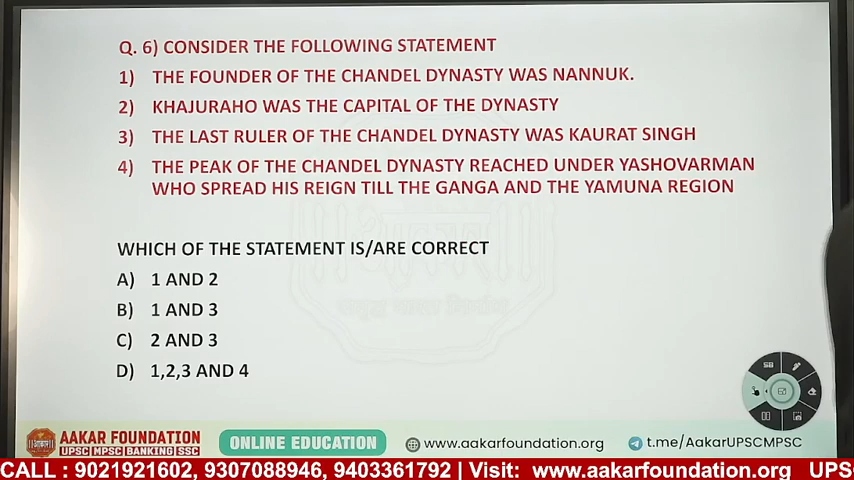 Q. 6) CONSIDER THE FOLLOWING STATEMENT
1) THE FOUNDER OF THE CHANDEL DYNASTY WAS NANNUK.
2) KHAJURAHO WAS THE CAPITAL OF THE DYNASTY
3) THE LAST RULER OF THE CHANDEL DYNASTY WAS KAURAT SINGH
4) THE PEAK OF THE CHANDEL DYNASTY REACHED UNDER YASHOVARMAN
WHO SPREAD HIS REIGN TILL THE GANGA AND THE YAMUNA REGION
WHICH OF THE STATEMENT IS/ARE CORRECT
A) 1 AND 2
B) 1 AND 3
C) 2 AND 3
D) 1,2,3 AND 4
SB
AAKAR FOUNDATION
UPSC MPSC BANKING SSC
ONLINE EDUCATION
www.aakarfoundation.org
t.me/AakarUPSCMPSC
CALL : 9021921602, 9307088946, 9403361792 | Visit: www.aakarfoundation.org UPS